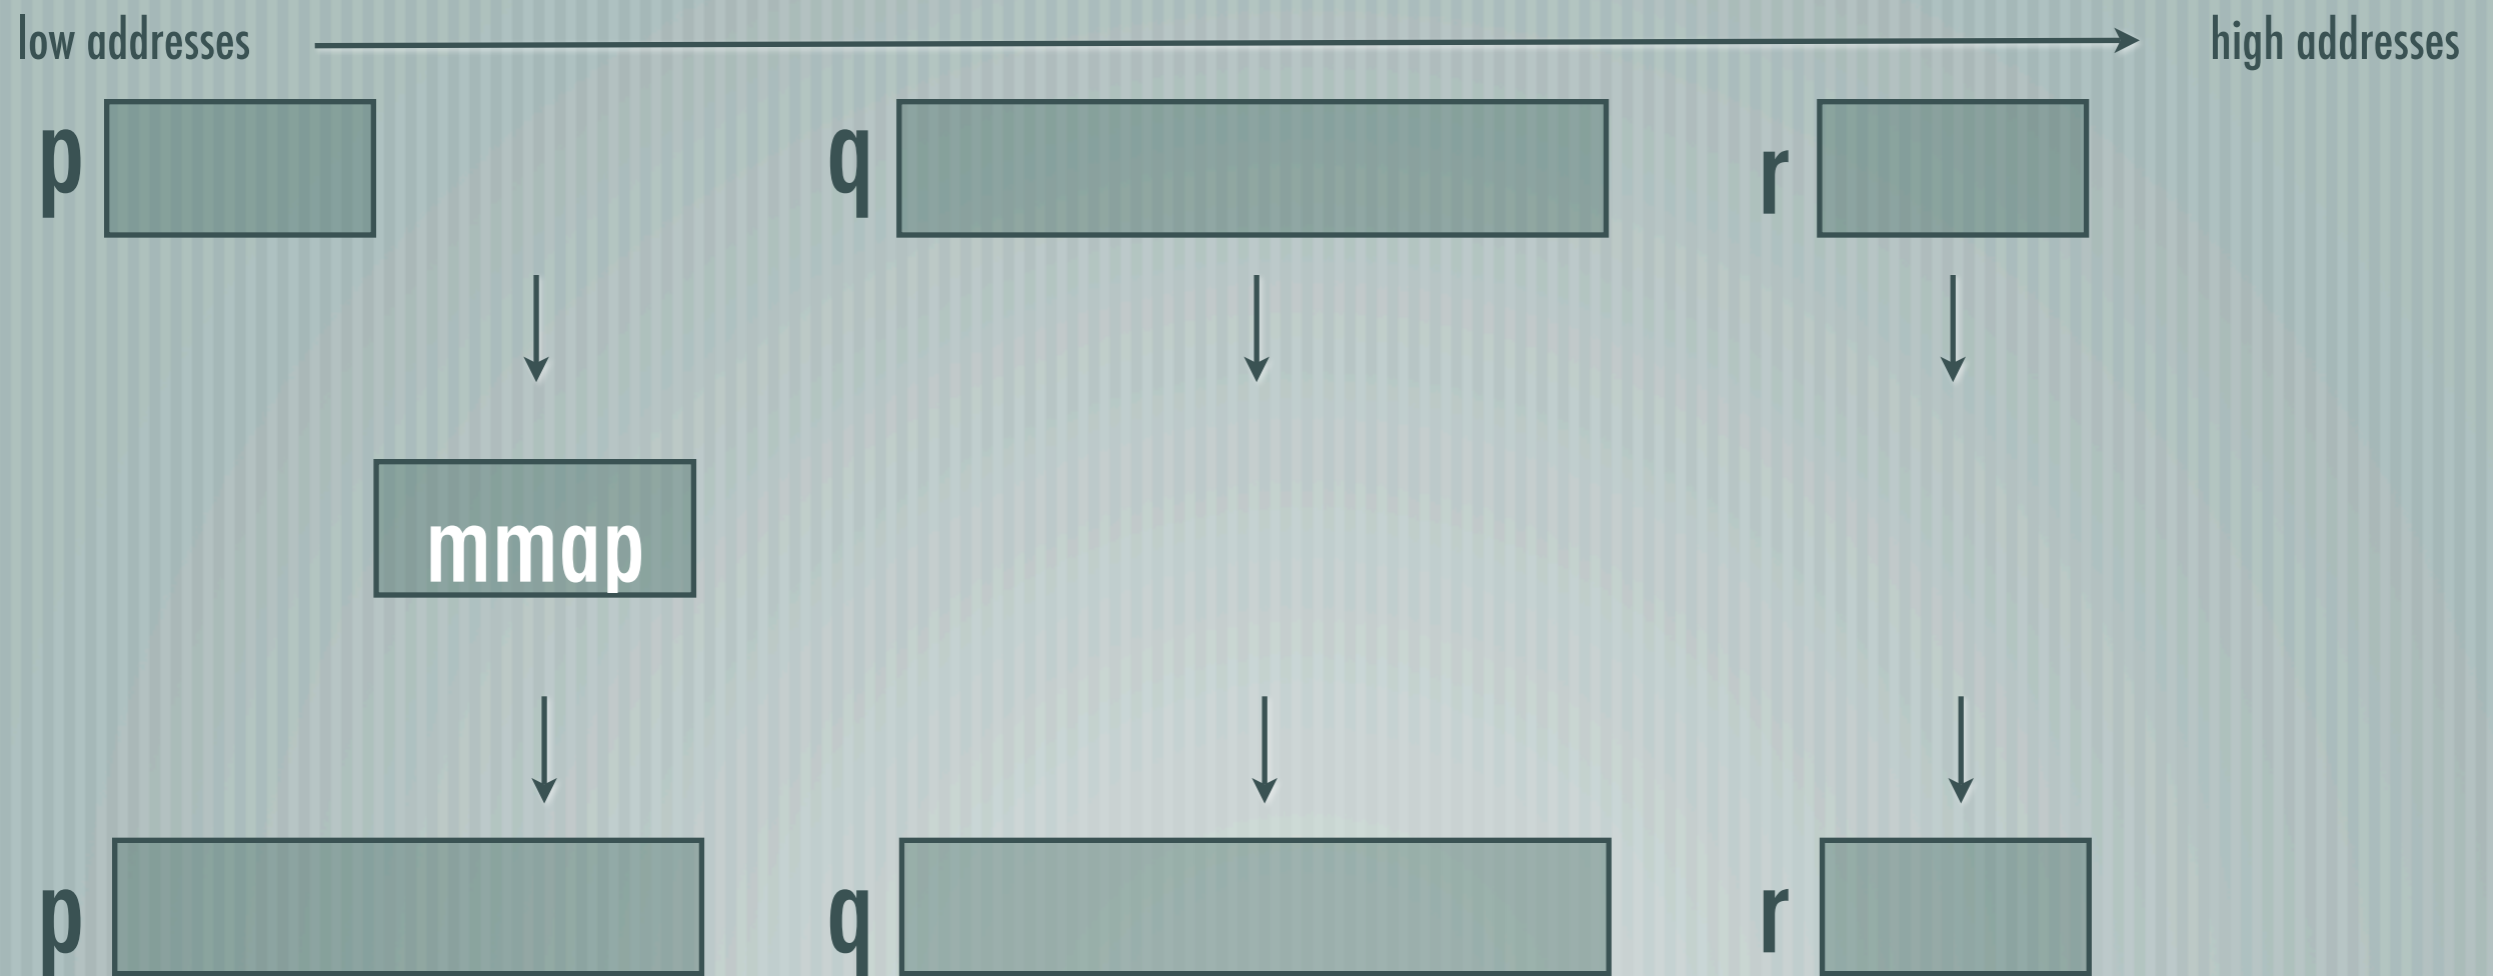 low addresses high addresses
p q r
mmap
p q r